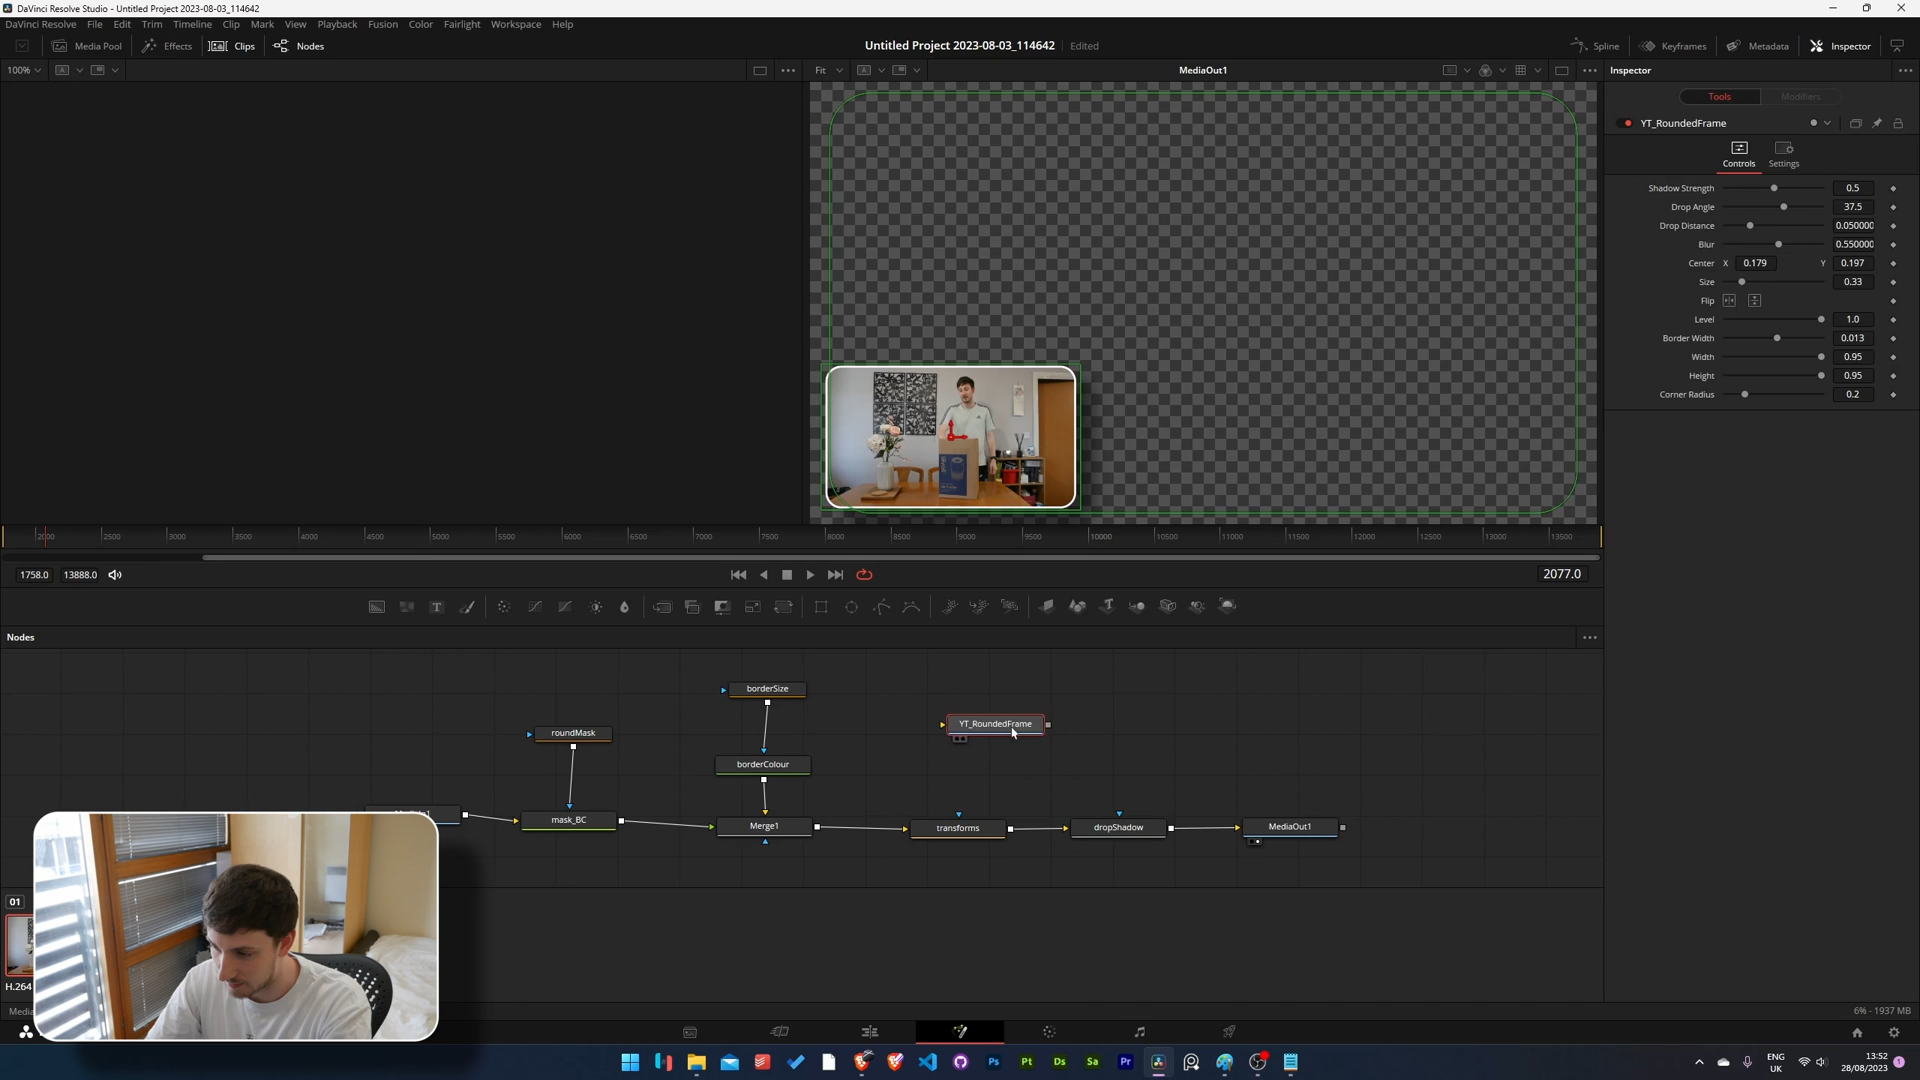 DaVinci Resolve Studio - Untitled Project 2023-08-03_114642
DaVinci Resolve File Edit Trim Timeline Clip Mark View Playback Fusion Color Fairlight Workspace Help
Media Pool Effects Clips Nodes Untitled Project 2023-08-03_114642 Edited Spline Keyframes Metadata Inspector
100% A Fit A MediaOut1 Inspector
Tools Modifiers
YT_RoundedFrame
Controls Settings
Shadow Strength 0.5
Drop Angle 37.5
Drop Distance 0.050000
Blur 0.550000
Center X 0.179 Y 0.197
Size 0.33
Flip
Level 1.0
Border Width 0.013
Width 0.95
Height 0.95
Corner Radius 0.2
2000 2500 3000 3500 4000 4500 5000 5500 6000 6500 7000 7500 8000 8500 9000 9500 10000 10500 11000 11500 12000 12500 13000 13500
1758.0 13888.0 2077.0
Nodes
borderSize
YT_RoundedFrame
roundMask
borderColour
mask_BC
Merge1
transforms
dropShadow
MediaOut1
01
H.264
6% - 1937 MB
Ps Pt Ds Sa Pr
ENG
UK
13:52
28/08/2023
1